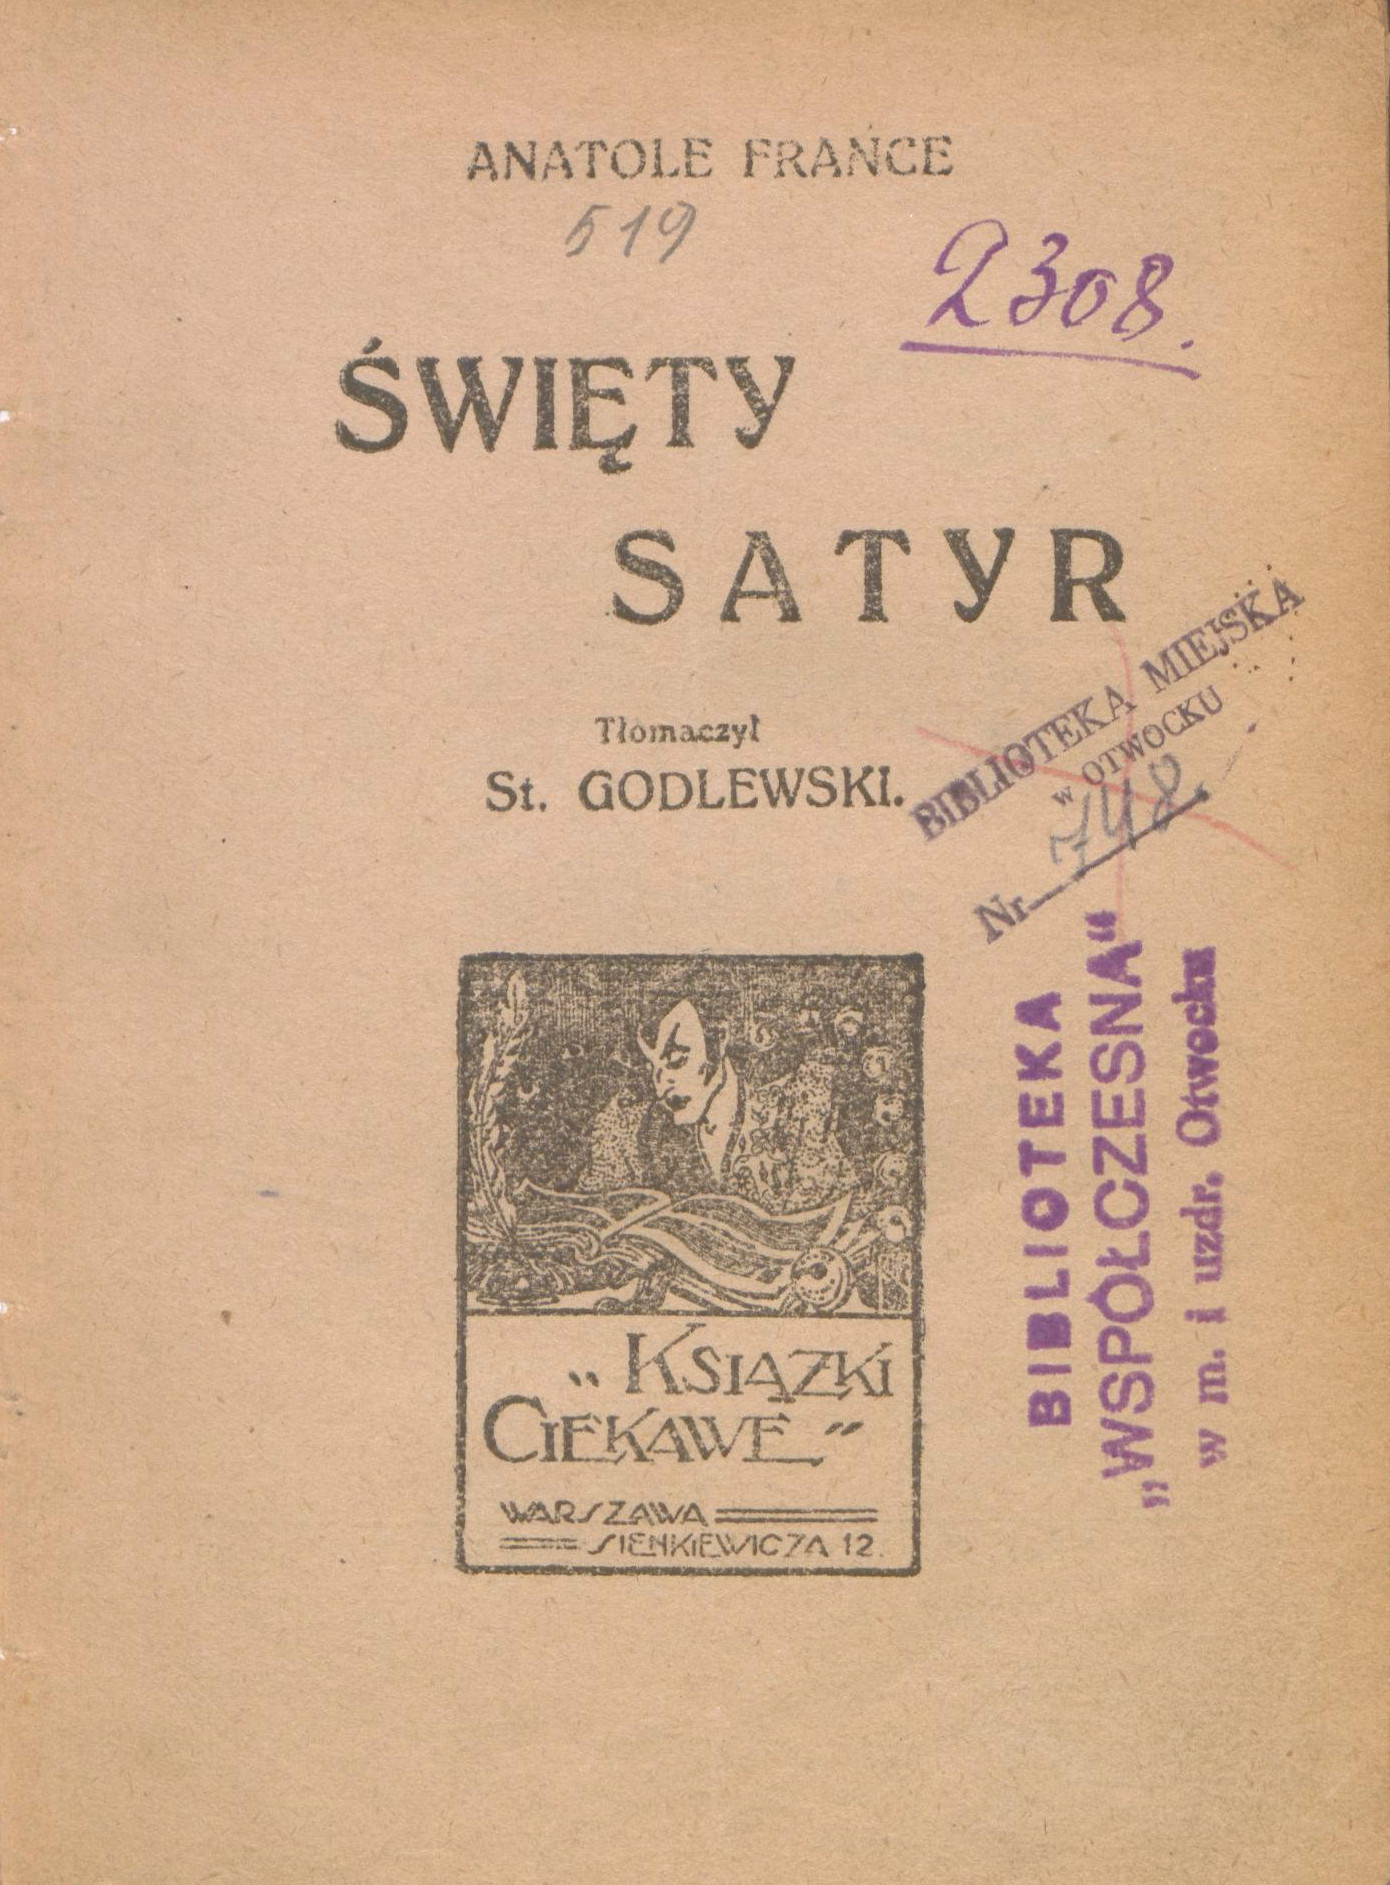 ANATOLE FRANCE
519
2308.
ŚWIĘTY
SATYR
Tłomaczył
St. GODLEWSKI.
BIBLIOTEKA MIEJSKA
w OTWOCKU
Nr 748
BIBLIOTEKA
„WSPÓŁCZESNA“
w m. i uzdr. Otwocku
„KSIĄŻKI
CIEKAWE”
WARSZAWA
SIENKIEWICZA 12.